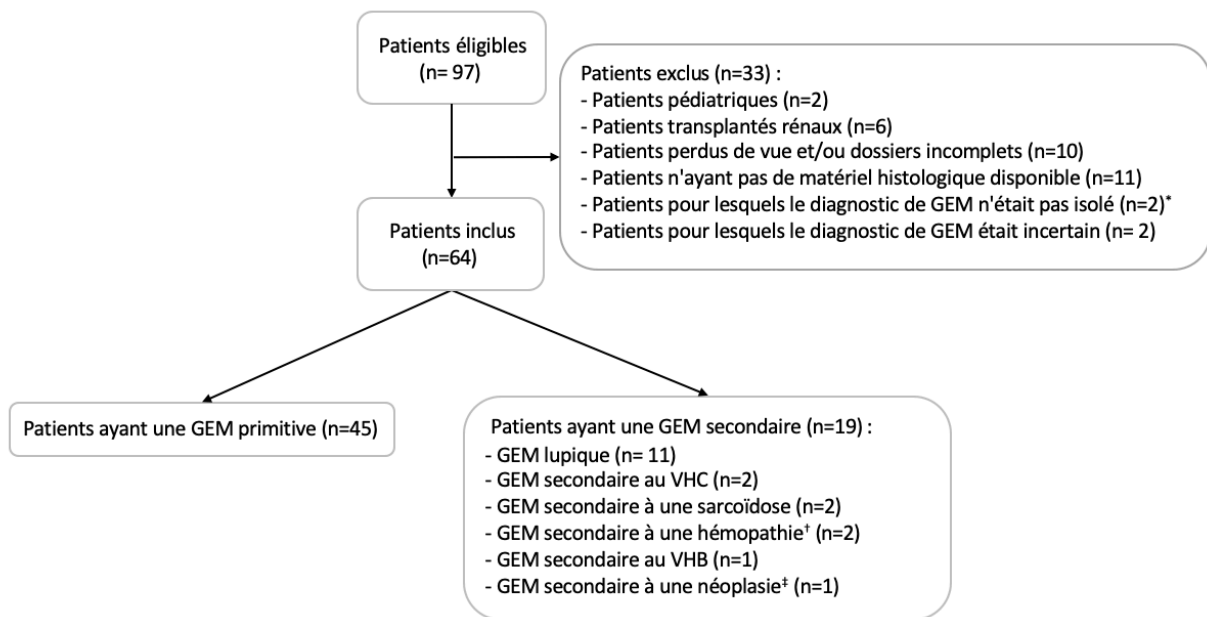 Patients éligibles
(n= 97)
Patients exclus (n=33) :
- Patients pédiatriques (n=2)
- Patients transplantés rénaux (n=6)
- Patients perdus de vue et/ou dossiers incomplets (n=10)
- Patients n'ayant pas de matériel histologique disponible (n=11)
- Patients pour lesquels le diagnostic de GEM n'était pas isolé (n=2)*
- Patients pour lesquels le diagnostic de GEM était incertain (n= 2)
Patients inclus
(n=64)
Patients ayant une GEM primitive (n=45)
Patients ayant une GEM secondaire (n=19) :
- GEM lupique (n= 11)
- GEM secondaire au VHC (n=2)
- GEM secondaire à une sarcoïdose (n=2)
- GEM secondaire à une hémopathie† (n=2)
- GEM secondaire au VHB (n=1)
- GEM secondaire à une néoplasie‡ (n=1)